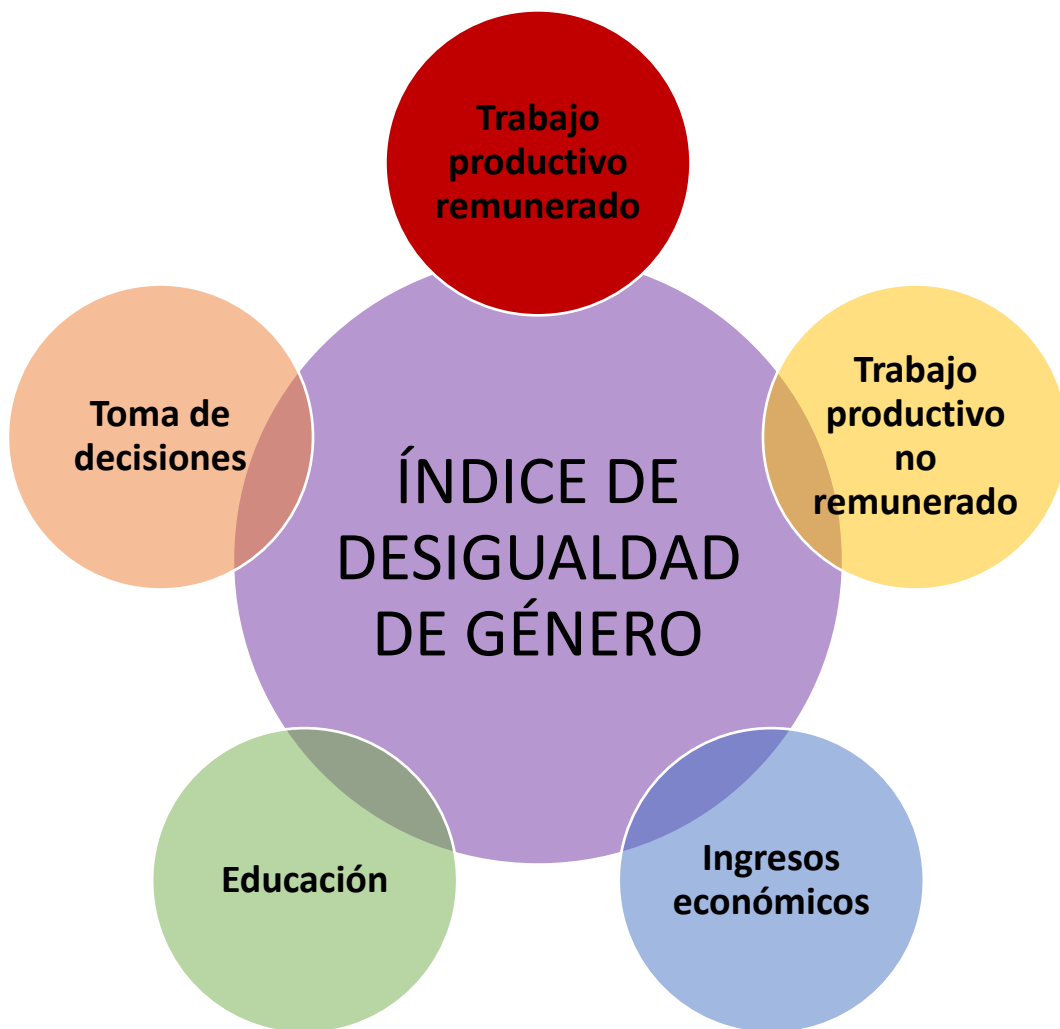 Trabajo
productivo
remunerado
Trabajo
productivo
no
remunerado
Toma de
decisiones
ÍNDICE DE
DESIGUALDAD
DE GÉNERO
Educación
Ingresos
económicos